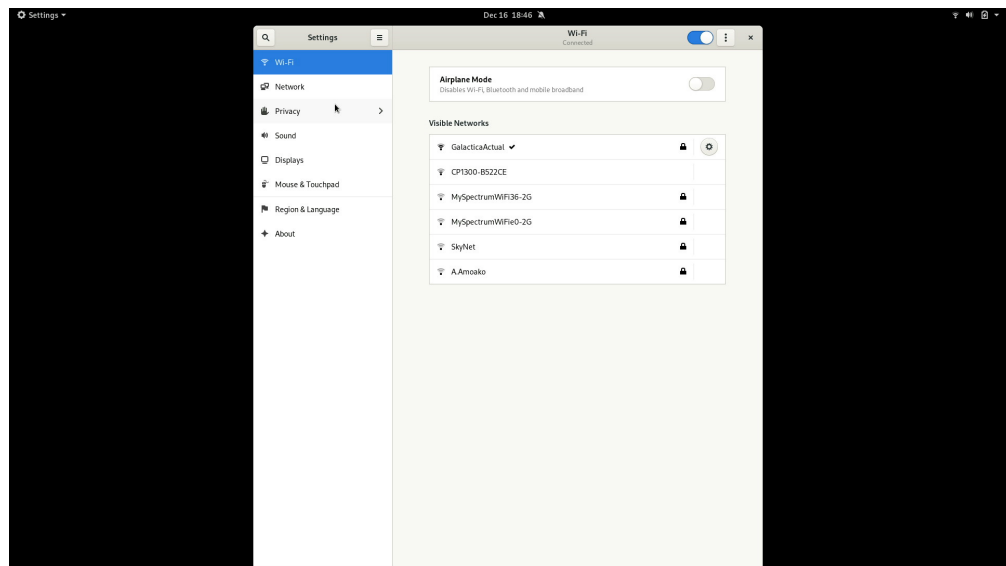 Settings
Dec 16 18:46
Settings
Wi-Fi
Connected
Wi-Fi
Network
Privacy
Sound
Displays
Mouse & Touchpad
Region & Language
About
Airplane Mode
Disables Wi-Fi, Bluetooth and mobile broadband
Visible Networks
GalacticaActual
CP1300-B522CE
MySpectrumWiFi36-2G
MySpectrumWiFie0-2G
SkyNet
A.Amoako